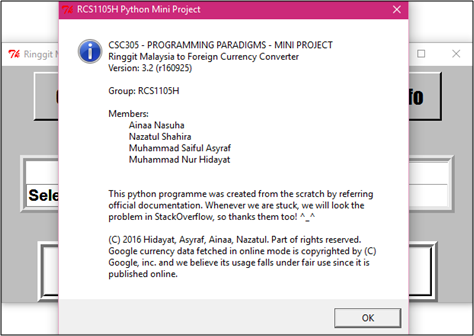 RCS1105H Python Mini Project
CSC305 - PROGRAMMING PARADIGMS - MINI PROJECT
Ringgit Malaysia to Foreign Currency Converter
Version: 3.2 (r160925)
Group: RCS1105H
Members:
Ainaa Nasuha
Nazatul Shahira
Muhammad Saiful Asyraf
Muhammad Nur Hidayat
This python programme was created from the scratch by referring
official documentation. Whenever we are stuck, we will look the
problem in StackOverflow, so thanks them too! ^_^
(C) 2016 Hidayat, Asyraf, Ainaa, Nazatul. Part of rights reserved.
Google currency data fetched in online mode is copyrighted by (C)
Google, inc. and we believe its usage falls under fair use since it is
published online.
OK
Ringgit
Sele